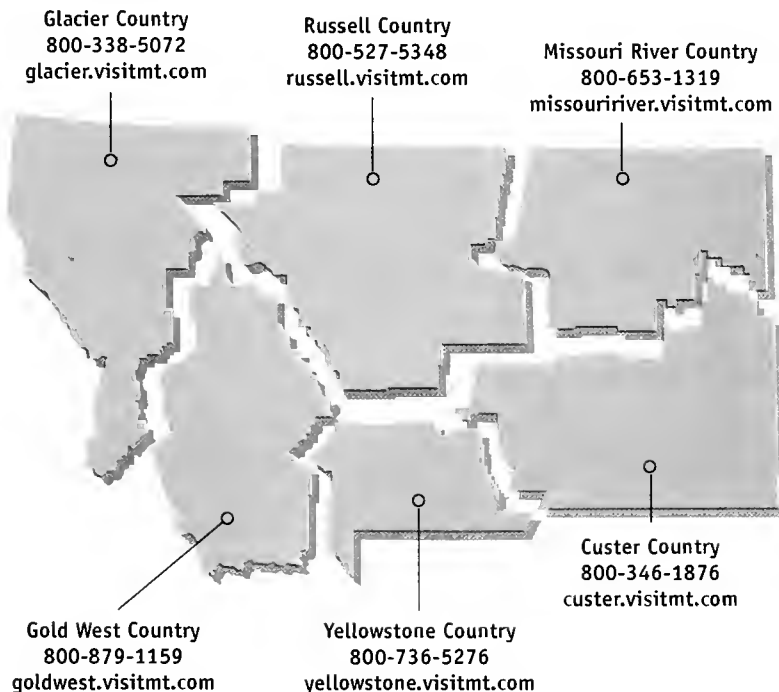 Glacier Country
800-338-5072
glacier.visitmt.com
Russell Country
800-527-5348
russell.visitmt.com
Missouri River Country
800-653-1319
missouririver.visitmt.com
Gold West Country
800-879-1159
goldwest.visitmt.com
Yellowstone Country
800-736-5276
yellowstone.visitmt.com
Custer Country
800-346-1876
custer.visitmt.com